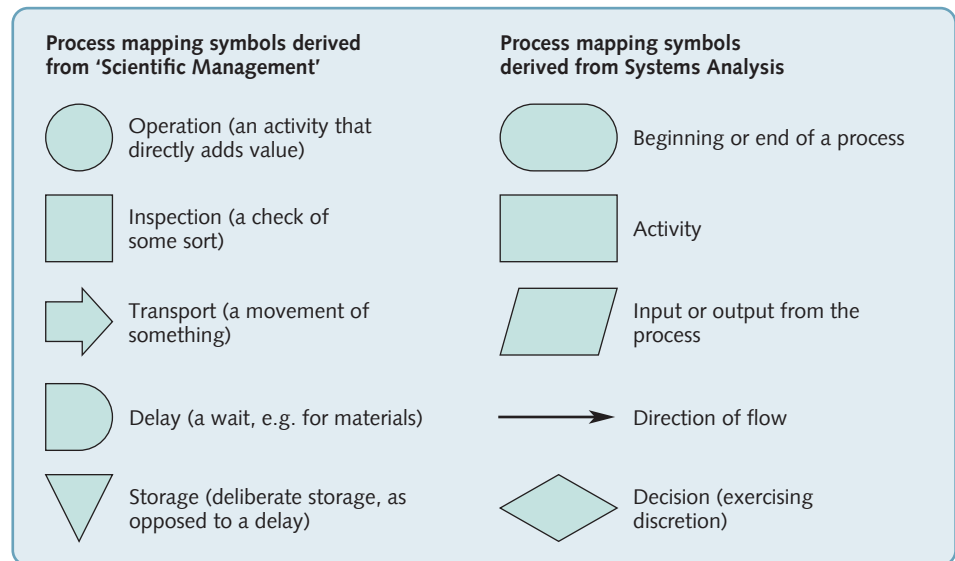 Process mapping symbols derived
from ‘Scientific Management’
Operation (an activity that
directly adds value)
Inspection (a check of
some sort)
Transport (a movement of
something)
Delay (a wait, e.g. for materials)
Storage (deliberate storage, as
opposed to a delay)
Process mapping symbols
derived from Systems Analysis
Beginning or end of a process
Activity
Input or output from the
process
Direction of flow
Decision (exercising
discretion)